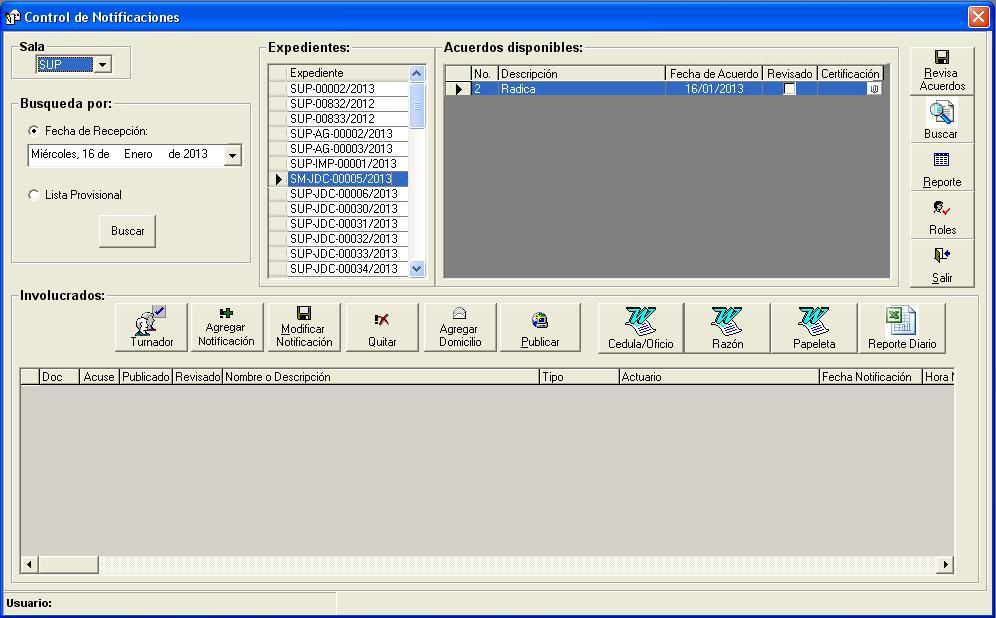 Control de Notificaciones
Sala
SUP
Busqueda por:
Fecha de Recepción:
Miércoles, 16 de Enero de 2013
Lista Provisional
Buscar
Expedientes:
Expediente
SUP-00002/2013
SUP-00832/2012
SUP-00833/2012
SUP-AG-00002/2013
SUP-AG-00003/2013
SUP-IMP-00001/2013
SM-JDC-00005/2013
SUP-JDC-00006/2013
SUP-JDC-00030/2013
SUP-JDC-00031/2013
SUP-JDC-00032/2013
SUP-JDC-00033/2013
SUP-JDC-00034/2013
Acuerdos disponibles:
No. Descripción Fecha de Acuerdo Revisado Certificación
2 Radica 16/01/2013
Revisa
Acuerdos
Buscar
Reporte
Roles
Salir
Involucrados:
Turnador
Agregar
Notificación
Modificar
Notificación
Quitar
Agregar
Domicilio
Publicar
Cedula/Oficio
Razón
Papeleta
Reporte Diario
Doc Acuse Publicado Revisado Nombre o Descripción Tipo Actuario Fecha Notificación Hora N
Usuario: